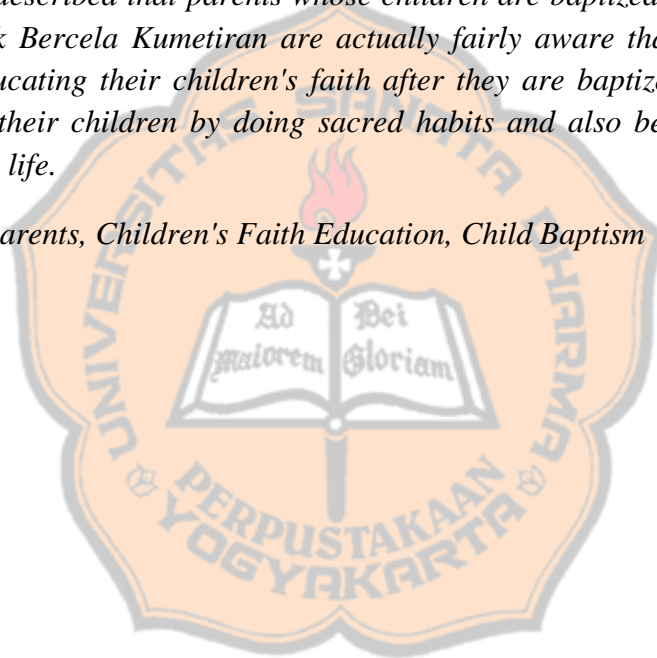 described that parents whose children are baptized
k Bercela Kumetiran are actually fairly aware tha
ucating their children's faith after they are baptiz
their children by doing sacred habits and also be
life.
arents, Children's Faith Education, Child Baptism
UNIVERSITAS SANATA DHARMA
Ad Dei
Maiorem Gloriam
PERPUSTAKAAN
YOGYAKARTA